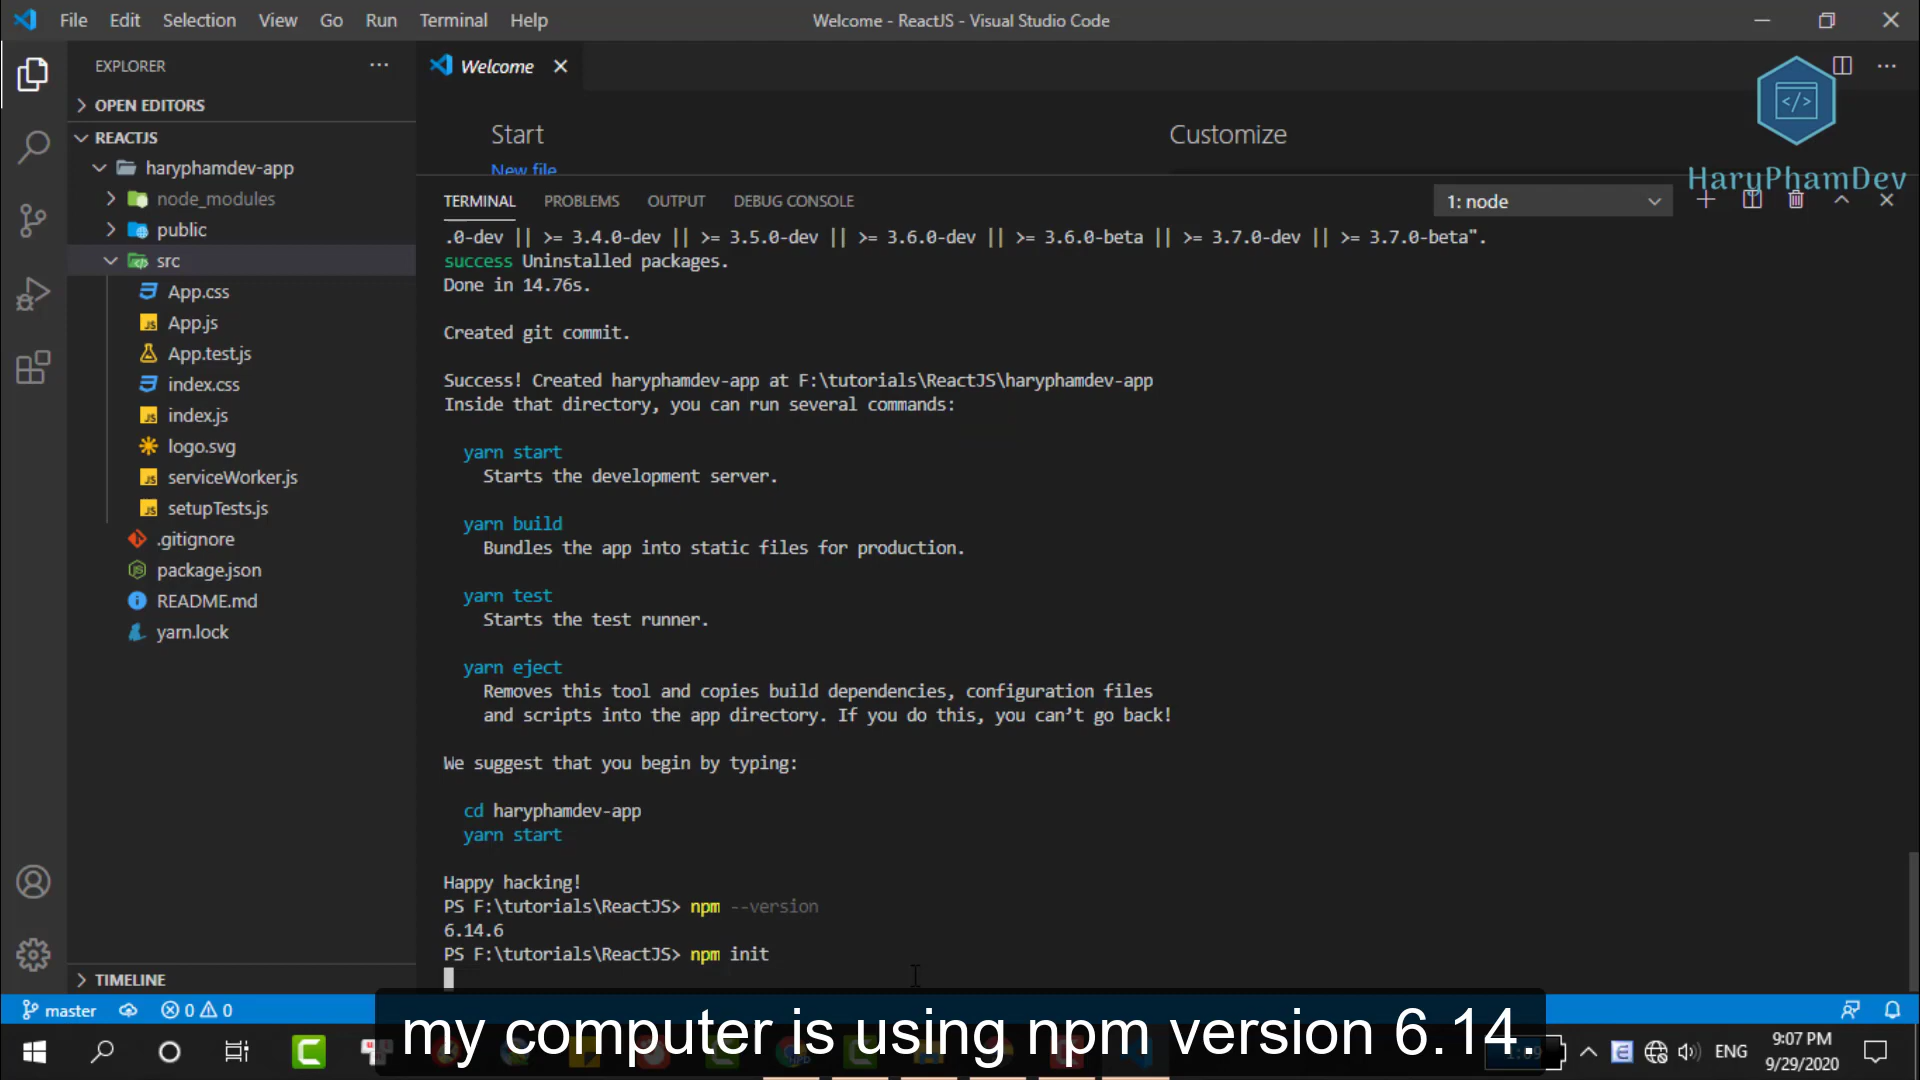 File Edit Selection View Go Run Terminal Help
Welcome - ReactJS - Visual Studio Code
EXPLORER
OPEN EDITORS
REACTJS
haryphamdev-app
node_modules
public
src
App.css
App.js
App.test.js
index.css
index.js
logo.svg
serviceWorker.js
setupTests.js
.gitignore
package.json
README.md
yarn.lock
TIMELINE
Welcome
Start
New file
Customize
HaryPhamDev
TERMINAL PROBLEMS OUTPUT DEBUG CONSOLE
1: node
.0-dev || >= 3.4.0-dev || >= 3.5.0-dev || >= 3.6.0-dev || >= 3.6.0-beta || >= 3.7.0-dev || >= 3.7.0-beta".
success Uninstalled packages.
Done in 14.76s.
Created git commit.
Success! Created haryphamdev-app at F:\tutorials\ReactJS\haryphamdev-app
Inside that directory, you can run several commands:
yarn start
Starts the development server.
yarn build
Bundles the app into static files for production.
yarn test
Starts the test runner.
yarn eject
Removes this tool and copies build dependencies, configuration files
and scripts into the app directory. If you do this, you can’t go back!
We suggest that you begin by typing:
cd haryphamdev-app
yarn start
Happy hacking!
PS F:\tutorials\ReactJS> npm --version
6.14.6
PS F:\tutorials\ReactJS> npm init
master
0 0
my computer is using npm version 6.14.
ENG
9:07 PM
9/29/2020